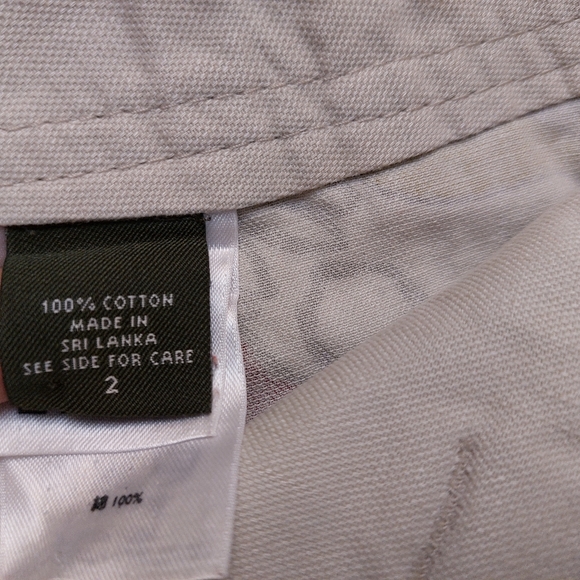 100% COTTON
MADE IN
SRI LANKA
SEE SIDE FOR CARE
2
綿 100%